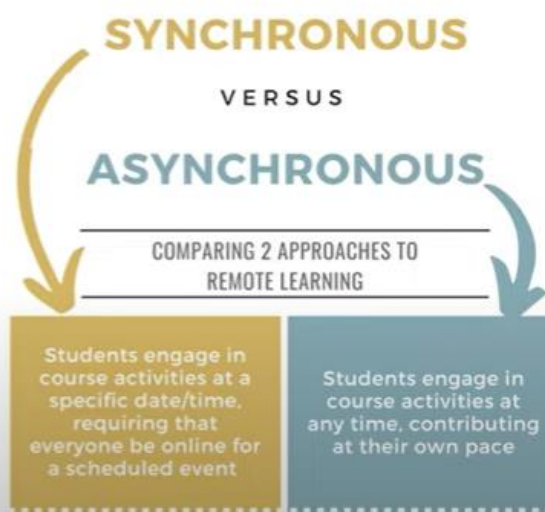 SYNCHRONOUS
VERSUS
ASYNCHRONOUS
COMPARING 2 APPROACHES TO
REMOTE LEARNING
Students engage in
course activities at a
specific date/time,
requiring that
everyone be online for
a scheduled event
Students engage in
course activities at
any time, contributing
at their own pace